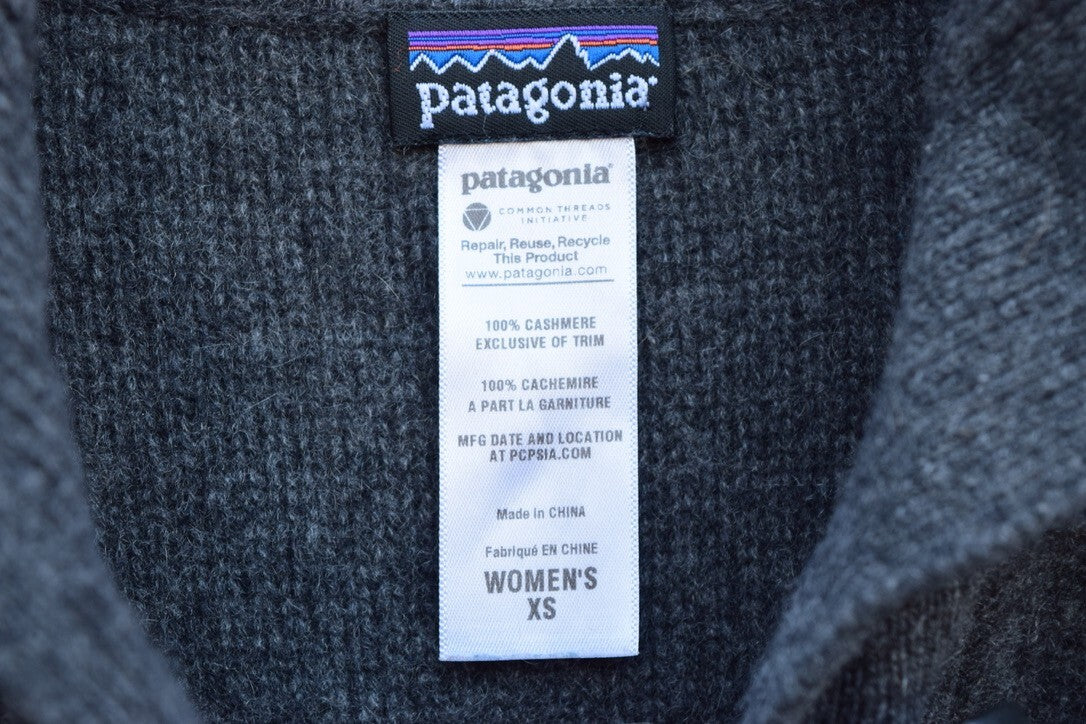 patagonia®
patagonia®
COMMON THREADS
INITIATIVE
Repair, Reuse, Recycle
This Product
www.patagonia.com
100% CASHMERE
EXCLUSIVE OF TRIM
100% CACHEMIRE
A PART LA GARNITURE
MFG DATE AND LOCATION
AT PCPSIA.COM
Made in CHINA
Fabriqué EN CHINE
WOMEN'S
XS